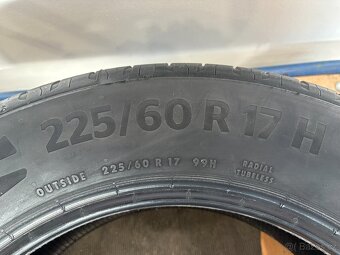 225/60 R 17 H
OUTSIDE 225/60 R 17 99H RADIAL
TUBELESS